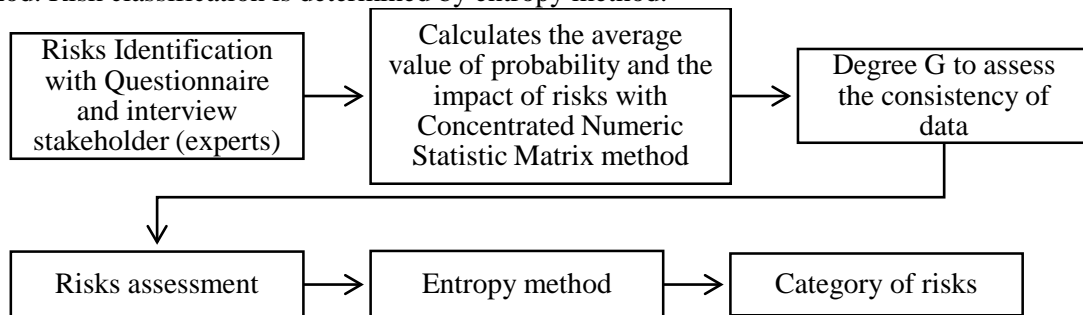 od. Risk classification is determined by entropy method.
Risks Identification
with Questionnaire
and interview
stakeholder (experts)
Calculates the average
value of probability and the
impact of risks with
Concentrated Numeric
Statistic Matrix method
Degree G to assess
the consistency of
data
Risks assessment
Entropy method
Category of risks